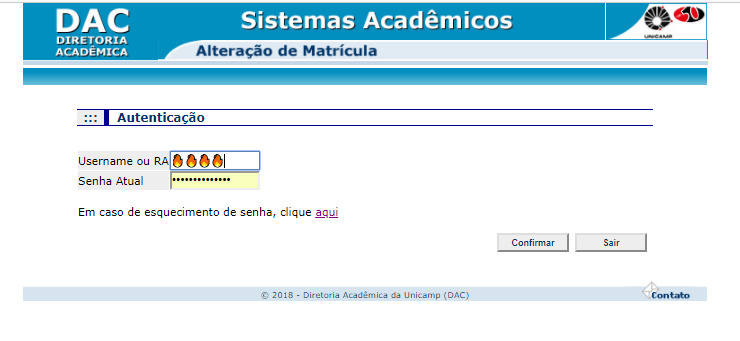 DAC
DIRETORIA
ACADÊMICA
Sistemas Acadêmicos
Alteração de Matrícula
UNICAMP
50
::: Autenticação
Username ou RA 🔥🔥🔥🔥
Senha Atual ••••••••••••••
Em caso de esquecimento de senha, clique aqui
Confirmar Sair
© 2018 - Diretoria Acadêmica da Unicamp (DAC)
Contato